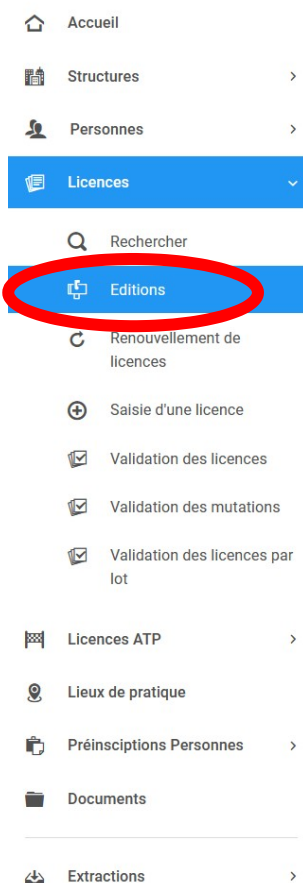 Accueil
Structures
Personnes
Licences
Rechercher
Editions
Renouvellement de
licences
Saisie d'une licence
Validation des licences
Validation des mutations
Validation des licences par
lot
Licences ATP
Lieux de pratique
Préinsciptions Personnes
Documents
Extractions